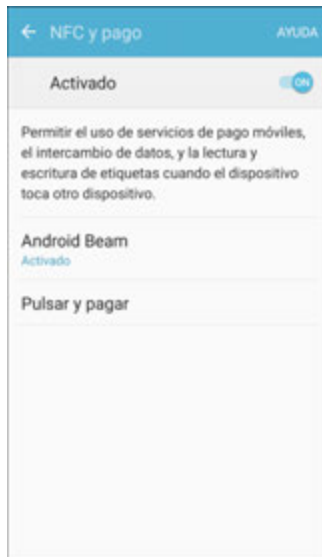 NFC y pago AYUDA
Activado ON
Permitir el uso de servicios de pago móviles,
el intercambio de datos, y la lectura y
escritura de etiquetas cuando el dispositivo
toca otro dispositivo.
Android Beam
Activado
Pulsar y pagar